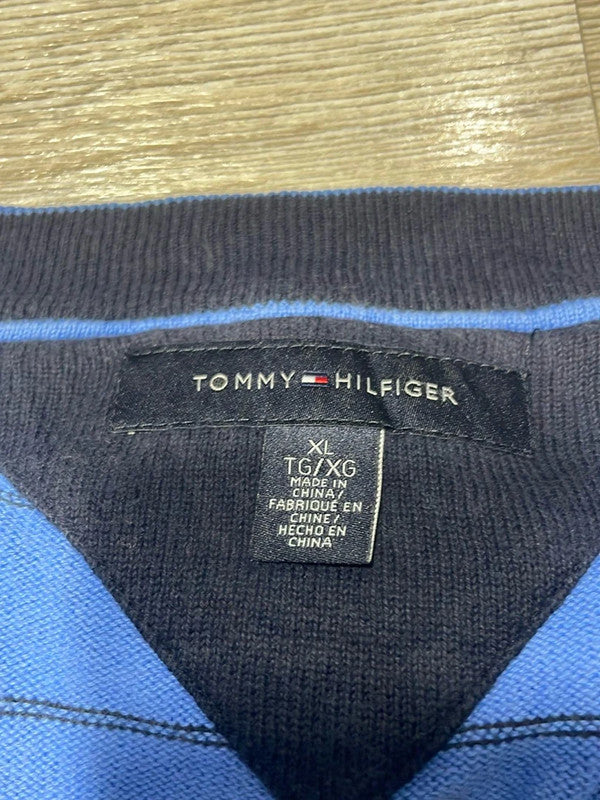 TOMMY HILFIGER
XL
TG/XG
MADE IN
CHINA/
FABRIQUÉ EN
CHINE/
HECHO EN
CHINA